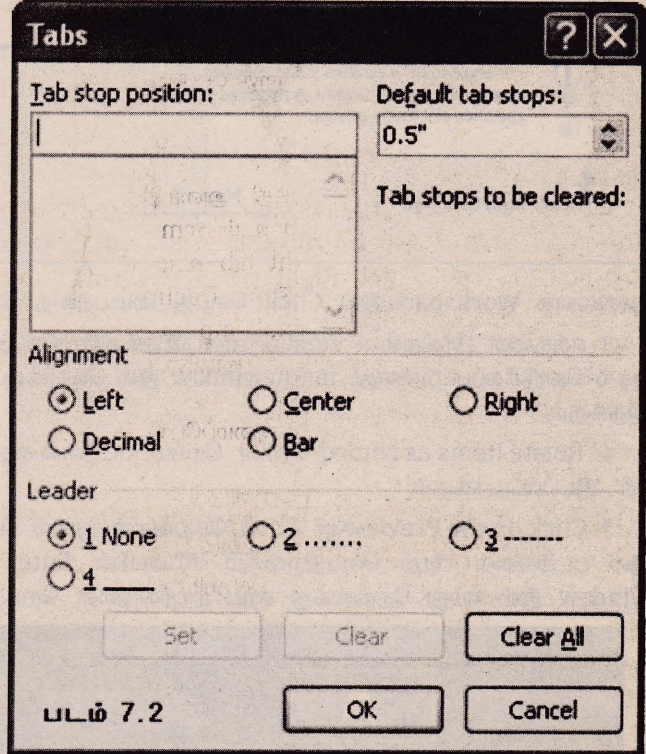 Tabs
Tab stop position: Default tab stops:
0.5"
Tab stops to be cleared:
Alignment
Left Center Right
Decimal Bar
Leader
1 None 2 ....... 3 -------
4 ____
Set Clear Clear All
படம் 7.2 OK Cancel